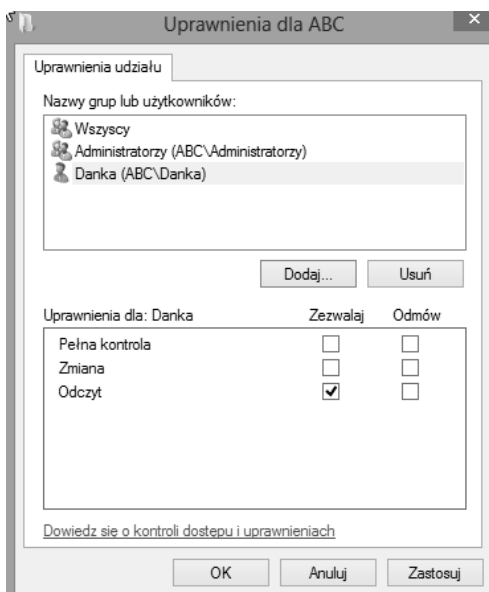 Uprawnienia dla ABC
Uprawnienia udziału
Nazwy grup lub użytkowników:
Wszyscy
Administratorzy (ABC\Administratorzy)
Danka (ABC\Danka)
Dodaj... Usuń
Uprawnienia dla: Danka Zezwalaj Odmów
Pełna kontrola
Zmiana
Odczyt
Dowiedz się o kontroli dostępu i uprawnieniach
OK Anuluj Zastosuj